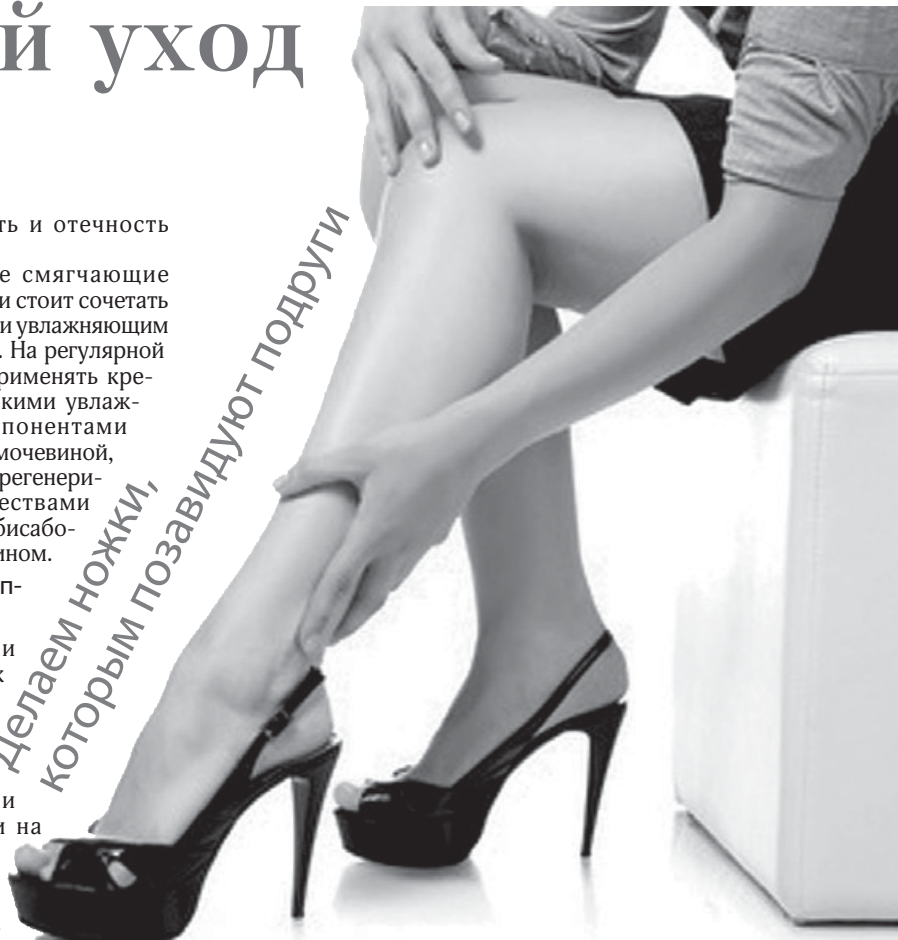 й уход
ть и отечность
е смягчающие
и стоит сочетать
и увлажняющим
. На регулярной
рименять кре-
кими увлаж-
понентами
мочевиной,
регенери-
ествами
бисабо-
ином.
п-
и
к
и
и на
Делаем ножки,
которым позавидуют подруги